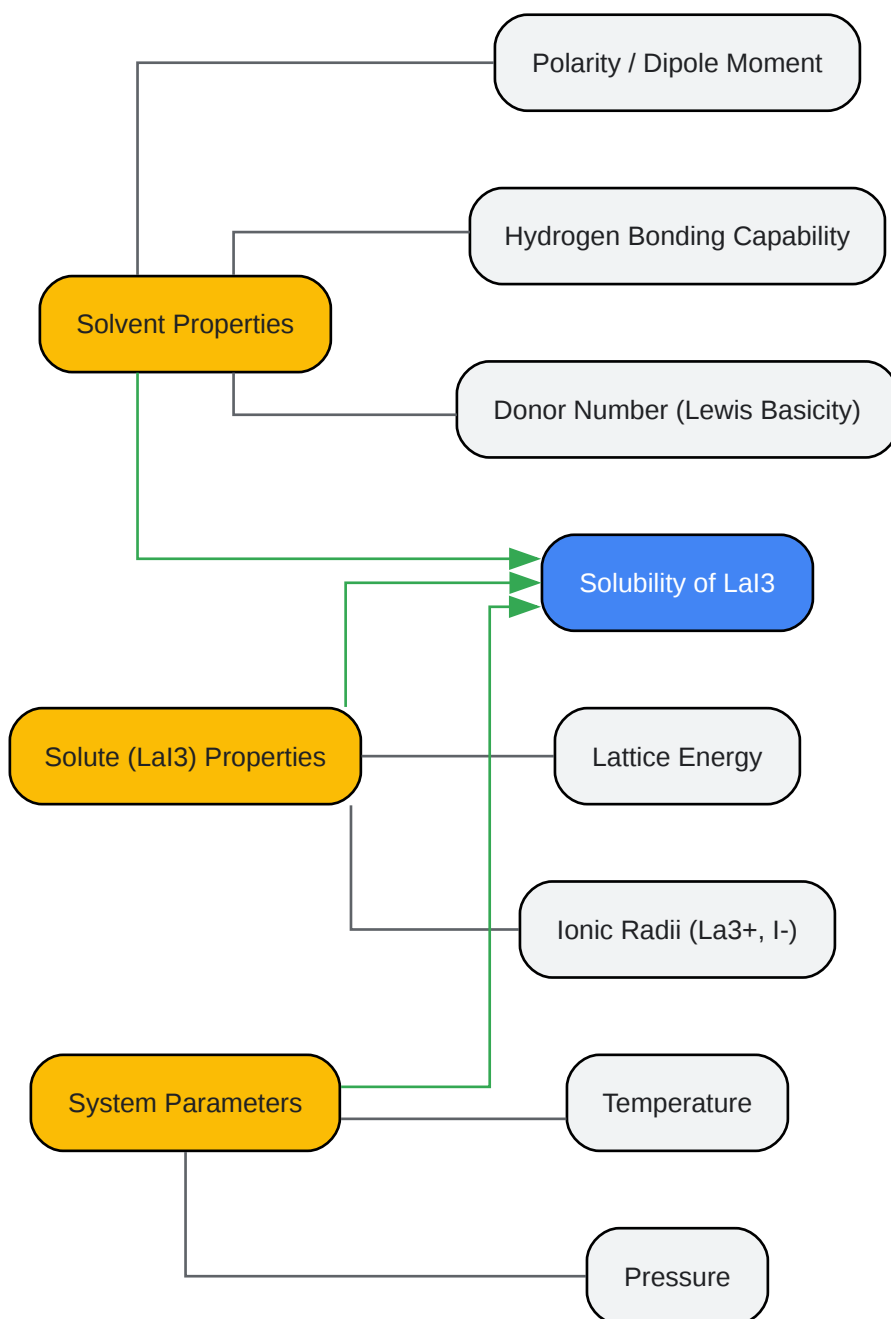 Polarity / Dipole Moment
Hydrogen Bonding Capability
Solvent Properties
Donor Number (Lewis Basicity)
Solubility of LaI3
Solute (LaI3) Properties
Lattice Energy
Ionic Radii (La3+, I-)
System Parameters
Temperature
Pressure